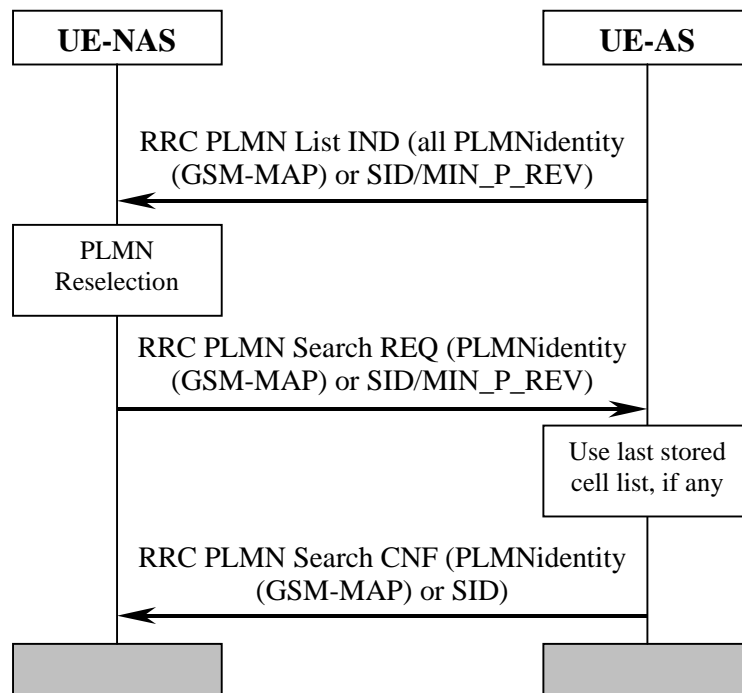 UE-NAS
UE-AS
RRC PLMN List IND (all PLMNidentity
(GSM-MAP) or SID/MIN_P_REV)
PLMN
Reselection
RRC PLMN Search REQ (PLMNidentity
(GSM-MAP) or SID/MIN_P_REV)
Use last stored
cell list, if any
RRC PLMN Search CNF (PLMNidentity
(GSM-MAP) or SID)